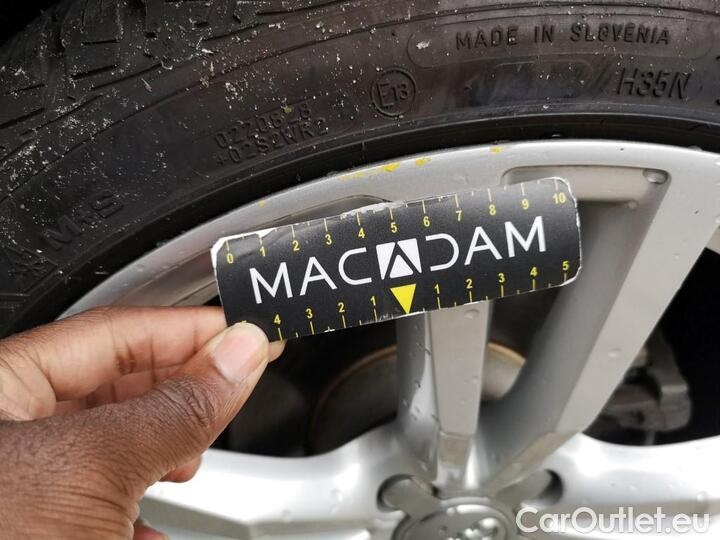 MADE IN SLOVENIA
H35N
E13
+02S2WR2
M+S
0 1 2 3 4 5 6 7 8 9 10
MACADAM
4 3 2 1 1 2 3 4 5
CarOutlet.eu